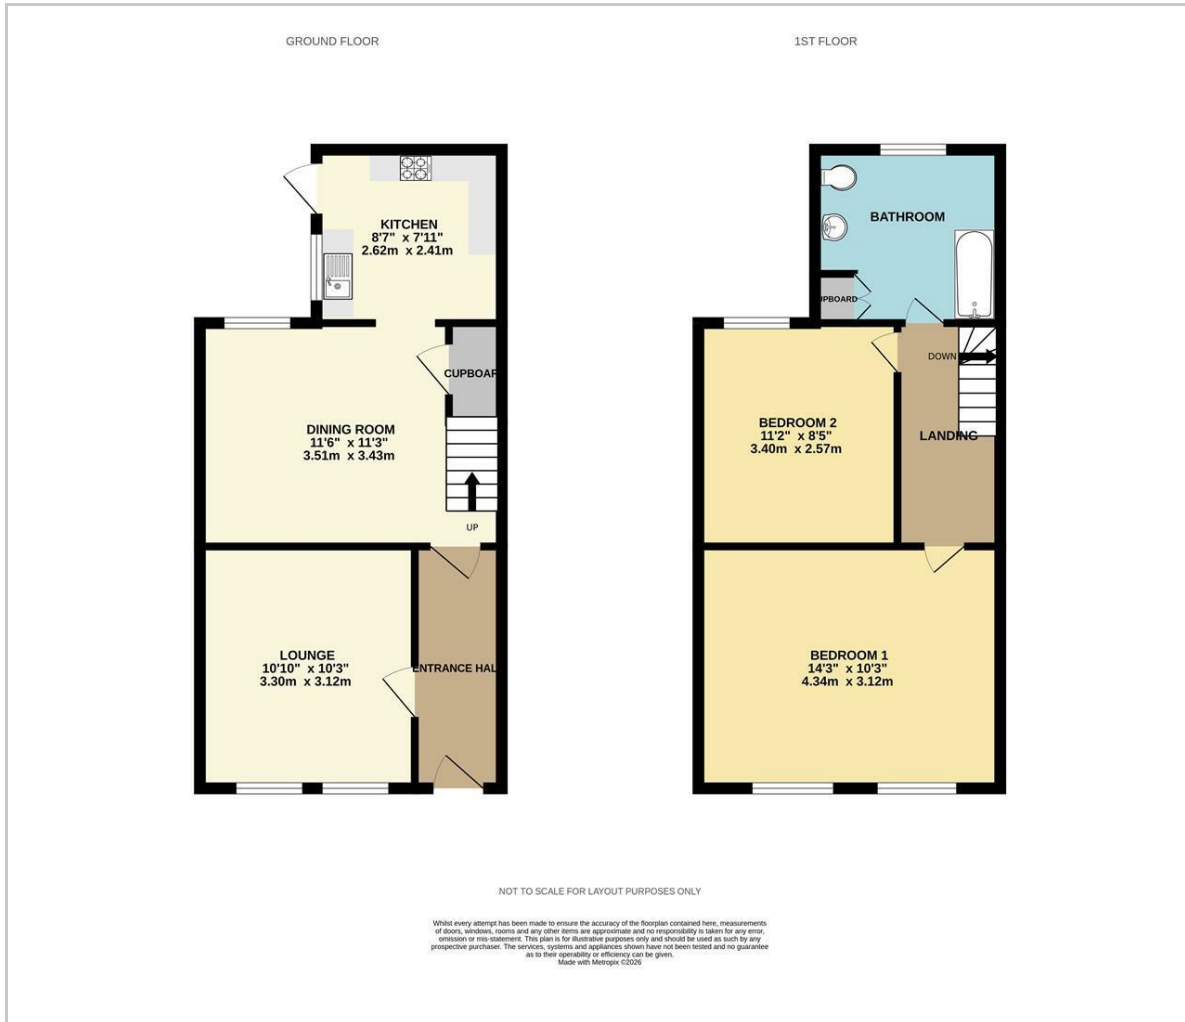 GROUND FLOOR
KITCHEN
8'7" x 7'11"
2.62m x 2.41m
CUPBOAR
DINING ROOM
11'6" x 11'3"
3.51m x 3.43m
UP
LOUNGE
10'10" x 10'3"
3.30m x 3.12m
ENTRANCE HAL
1ST FLOOR
BATHROOM
UPBOARD
DOWN
BEDROOM 2
11'2" x 8'5"
3.40m x 2.57m
LANDING
BEDROOM 1
14'3" x 10'3"
4.34m x 3.12m
NOT TO SCALE FOR LAYOUT PURPOSES ONLY
Whilst every attempt has been made to ensure the accuracy of the floorplan contained here, measurements
of doors, windows, rooms and any other items are approximate and no responsibility is taken for any error,
omission or mis-statement. This plan is for illustrative purposes only and should be used as such by any
prospective purchaser. The services, systems and appliances shown have not been tested and no guarantee
as to their operability or efficiency can be given.
Made with Metropix ©2026